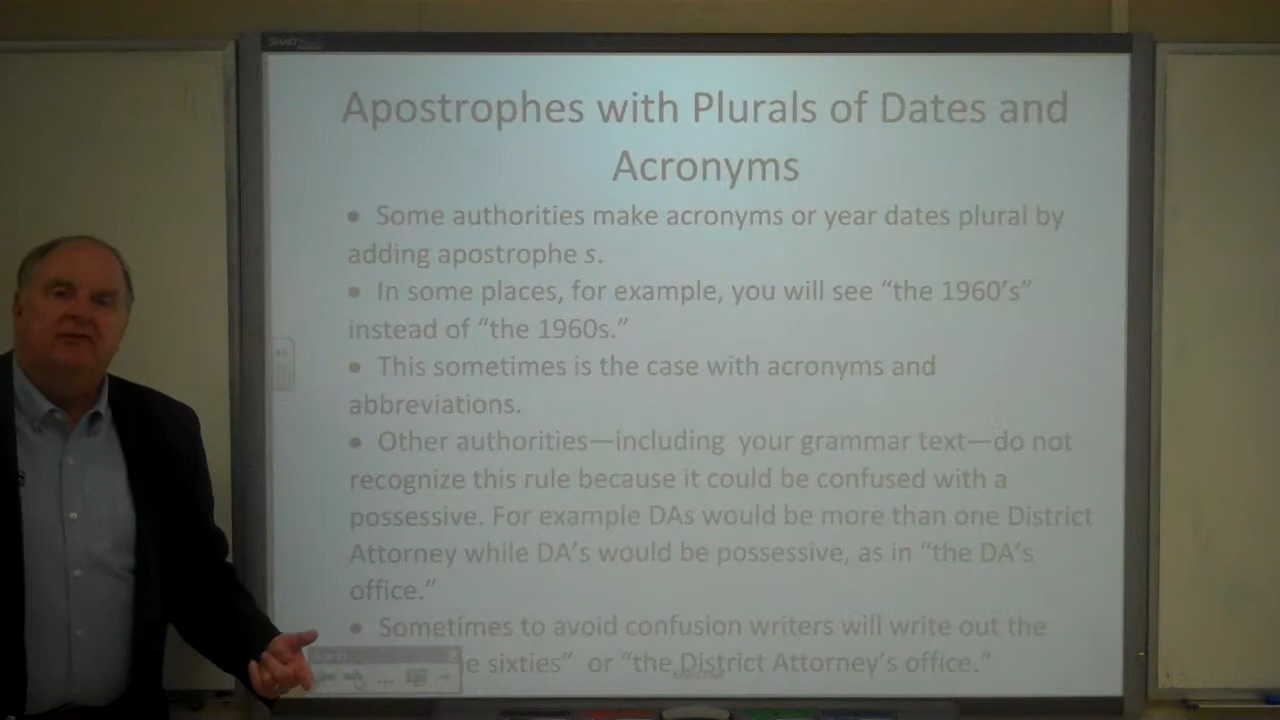 SMART
Apostrophes with Plurals of Dates and
Acronyms
• Some authorities make acronyms or year dates plural by
adding apostrophe s.
• In some places, for example, you will see “the 1960’s”
instead of “the 1960s.”
• This sometimes is the case with acronyms and
abbreviations.
• Other authorities—including your grammar text—do not
recognize this rule because it could be confused with a
possessive. For example DAs would be more than one District
Attorney while DA’s would be possessive, as in “the DA’s
office.”
• Sometimes to avoid confusion writers will write out the
e sixties” or “the District Attorney’s office.”